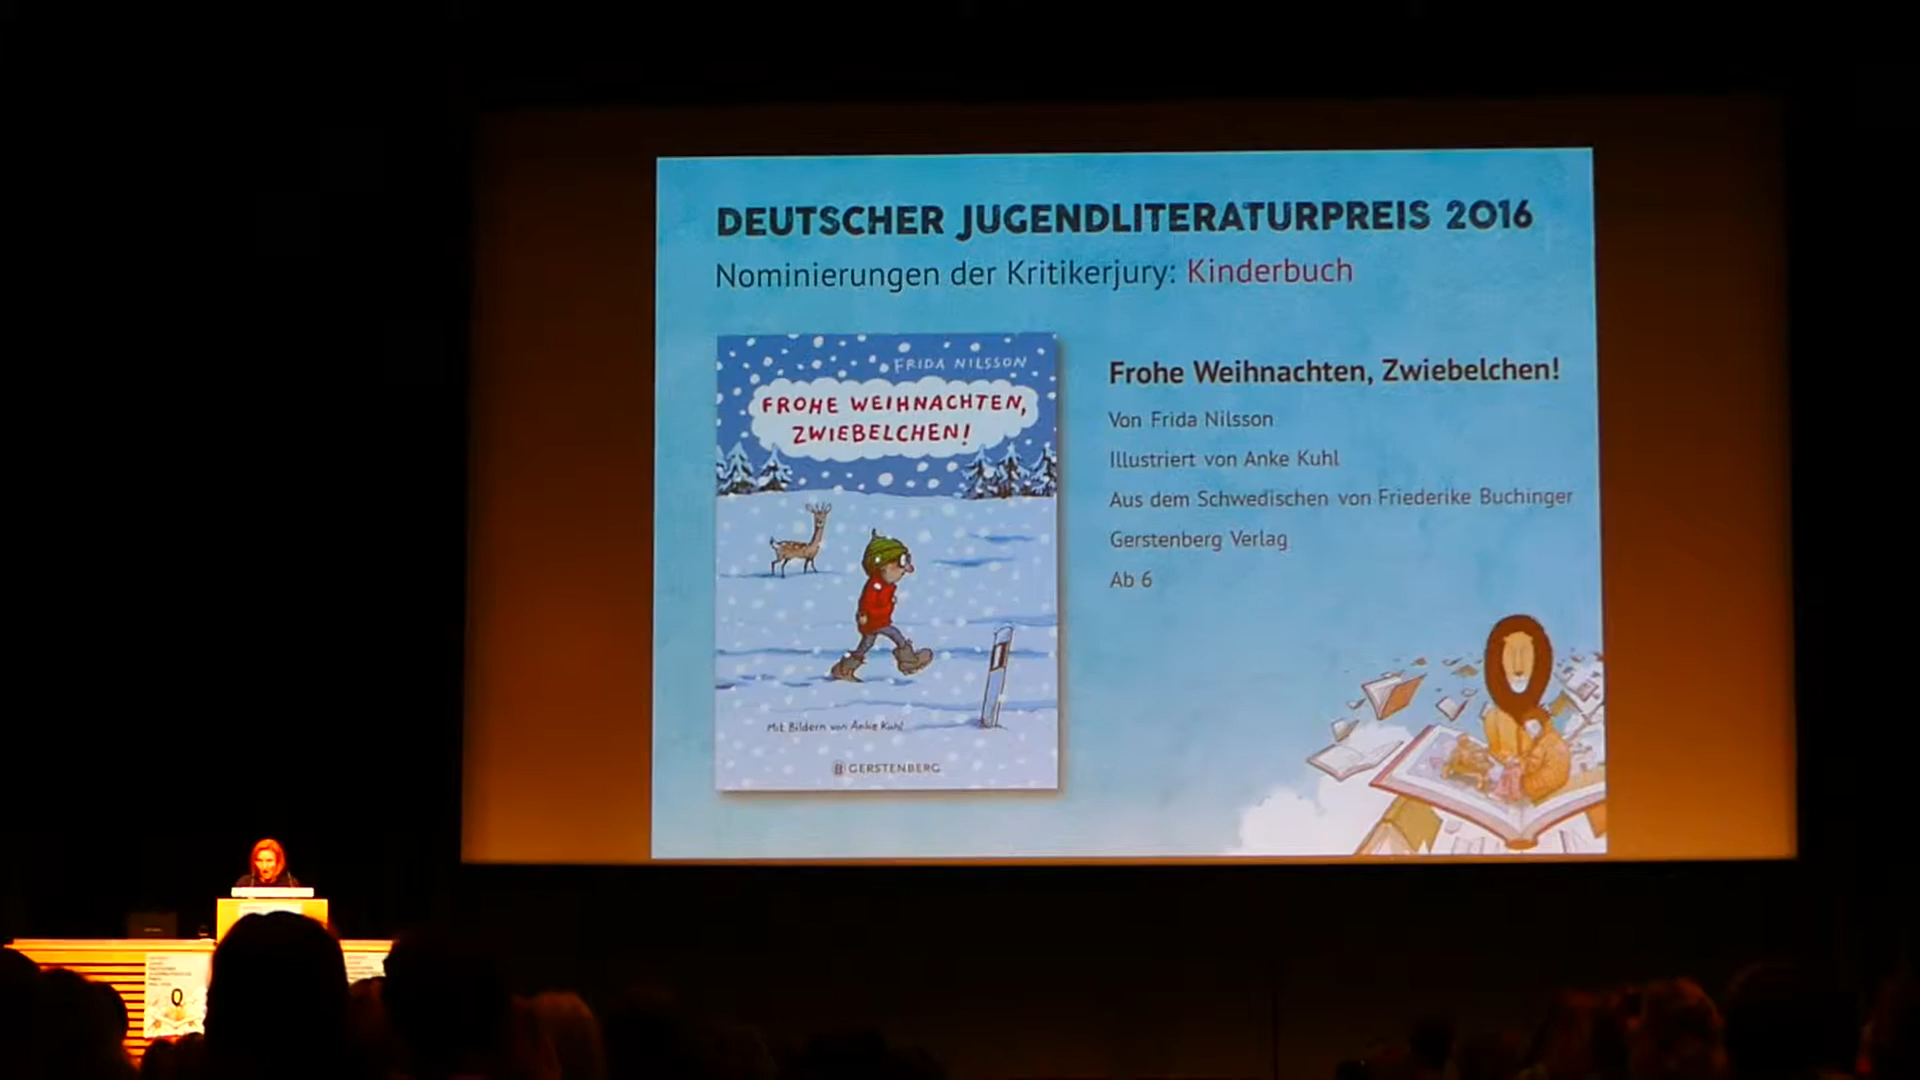 DEUTSCHER JUGENDLITERATURPREIS 2016
Nominierungen der Kritikerjury: Kinderbuch
FRIDA NILSSON
FROHE WEIHNACHTEN,
ZWIEBELCHEN!
Mit Bildern von Anke Kuhl
GERSTENBERG
Frohe Weihnachten, Zwiebelchen!
Von Frida Nilsson
Illustriert von Anke Kuhl
Aus dem Schwedischen von Friederike Buchinger
Gerstenberg Verlag
Ab 6